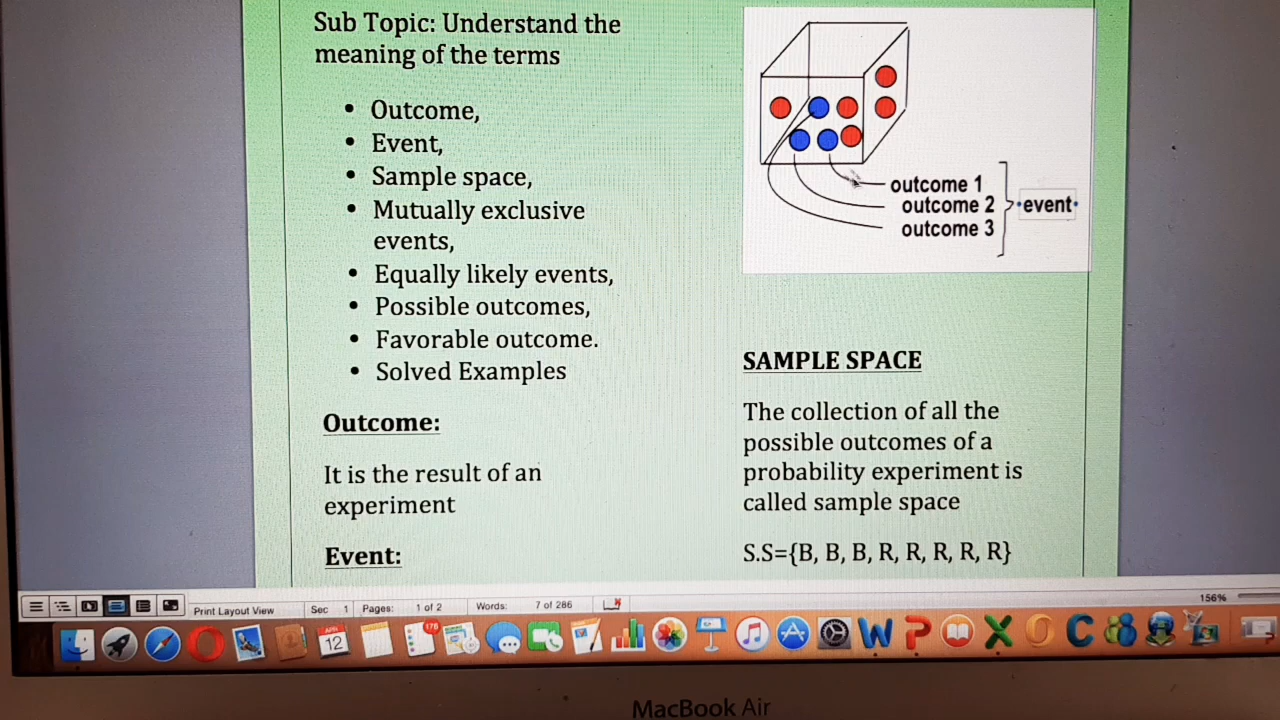 Sub Topic: Understand the
meaning of the terms
• Outcome,
• Event,
• Sample space,
• Mutually exclusive
events,
• Equally likely events,
• Possible outcomes,
• Favorable outcome.
• Solved Examples
Outcome:
It is the result of an
experiment
Event:
outcome 1
outcome 2
outcome 3
event
SAMPLE SPACE
The collection of all the
possible outcomes of a
probability experiment is
called sample space
S.S={B, B, B, R, R, R, R, R}
Print Layout View
Sec 1
Pages: 1 of 2
Words: 7 of 286
156%
APR
12
178
MacBook Air